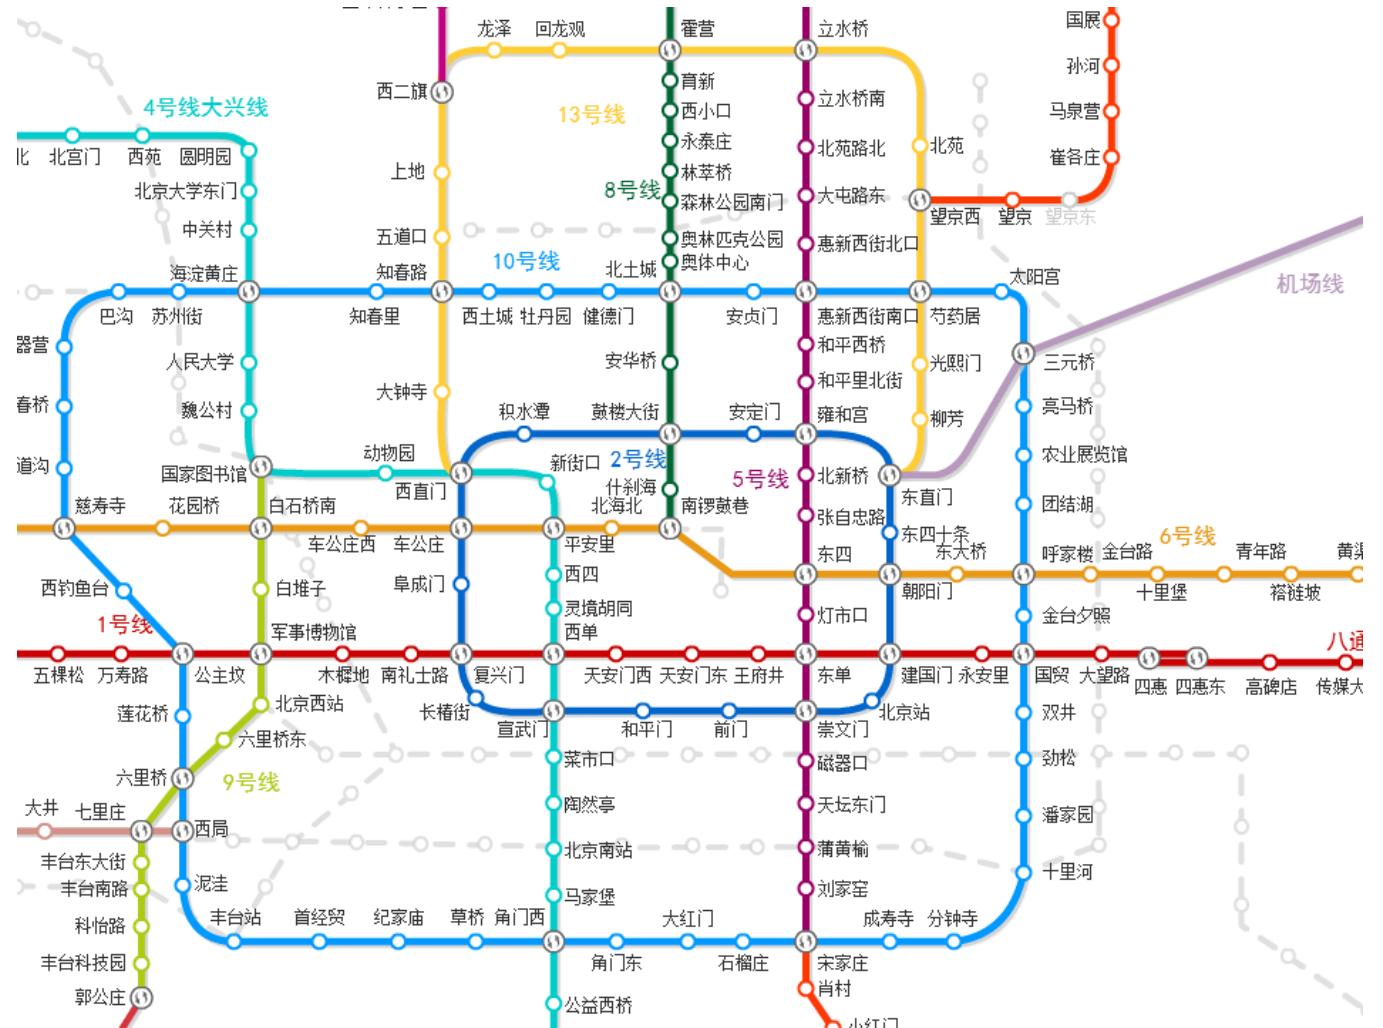 龙泽
回龙观
霍营
立水桥
国展
孙河
马泉营
崔各庄
西二旗
育新
西小口
永泰庄
林萃桥
森林公园南门
奥林匹克公园
奥体中心
立水桥南
北苑路北
大屯路东
惠新西街北口
北苑
望京西
望京
望京东
4号线大兴线
13号线
8号线
北
北宫门
西苑
圆明园
北京大学东门
中关村
上地
五道口
海淀黄庄
知春路
10号线
北土城
太阳宫
机场线
巴沟
苏州街
知春里
西土城
牡丹园
健德门
安贞门
惠新西街南口
芍药居
器营
人民大学
安华桥
和平西桥
和平里北街
光熙门
三元桥
春桥
魏公村
大钟寺
积水潭
鼓楼大街
安定门
雍和宫
柳芳
亮马桥
道沟
国家图书馆
动物园
西直门
新街口
2号线
什刹海
5号线
北新桥
东直门
农业展览馆
慈寿寺
花园桥
白石桥南
车公庄西
车公庄
平安里
北海北
南锣鼓巷
张自忠路
东四十条
团结湖
东四
东大桥
呼家楼
金台路
6号线
青年路
黄渠
西钓鱼台
白堆子
阜成门
西四
灵境胡同
西单
朝阳门
十里堡
褡裢坡
灯市口
金台夕照
1号线
军事博物馆
八通
五棵松
万寿路
公主坟
木樨地
南礼士路
复兴门
天安门西
天安门东
王府井
东单
建国门
永安里
国贸
大望路
四惠
四惠东
高碑店
传媒大
莲花桥
北京西站
长椿街
宣武门
和平门
前门
崇文门
北京站
双井
六里桥东
六里桥
9号线
菜市口
磁器口
劲松
大井
七里庄
西局
陶然亭
天坛东门
潘家园
丰台东大街
丰台南路
泥洼
北京南站
蒲黄榆
十里河
科怡路
丰台站
首经贸
纪家庙
草桥
角门西
马家堡
大红门
刘家窑
成寿寺
分钟寺
丰台科技园
角门东
石榴庄
宋家庄
郭公庄
公益西桥
肖村
小红门